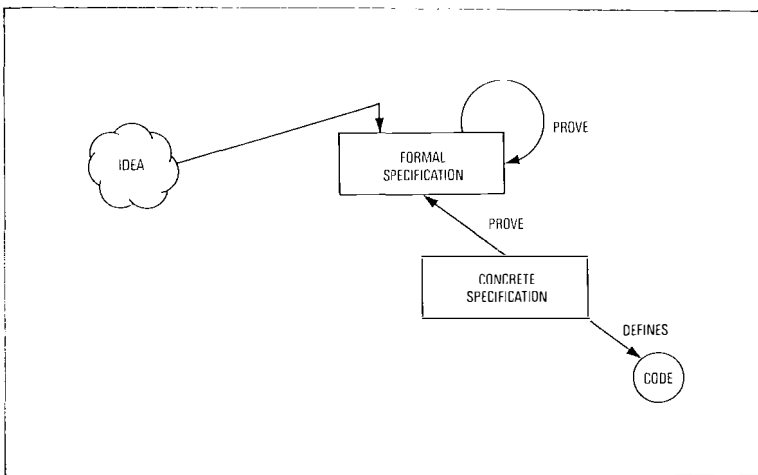 IDEA
FORMAL
SPECIFICATION
PROVE
PROVE
CONCRETE
SPECIFICATION
DEFINES
CODE